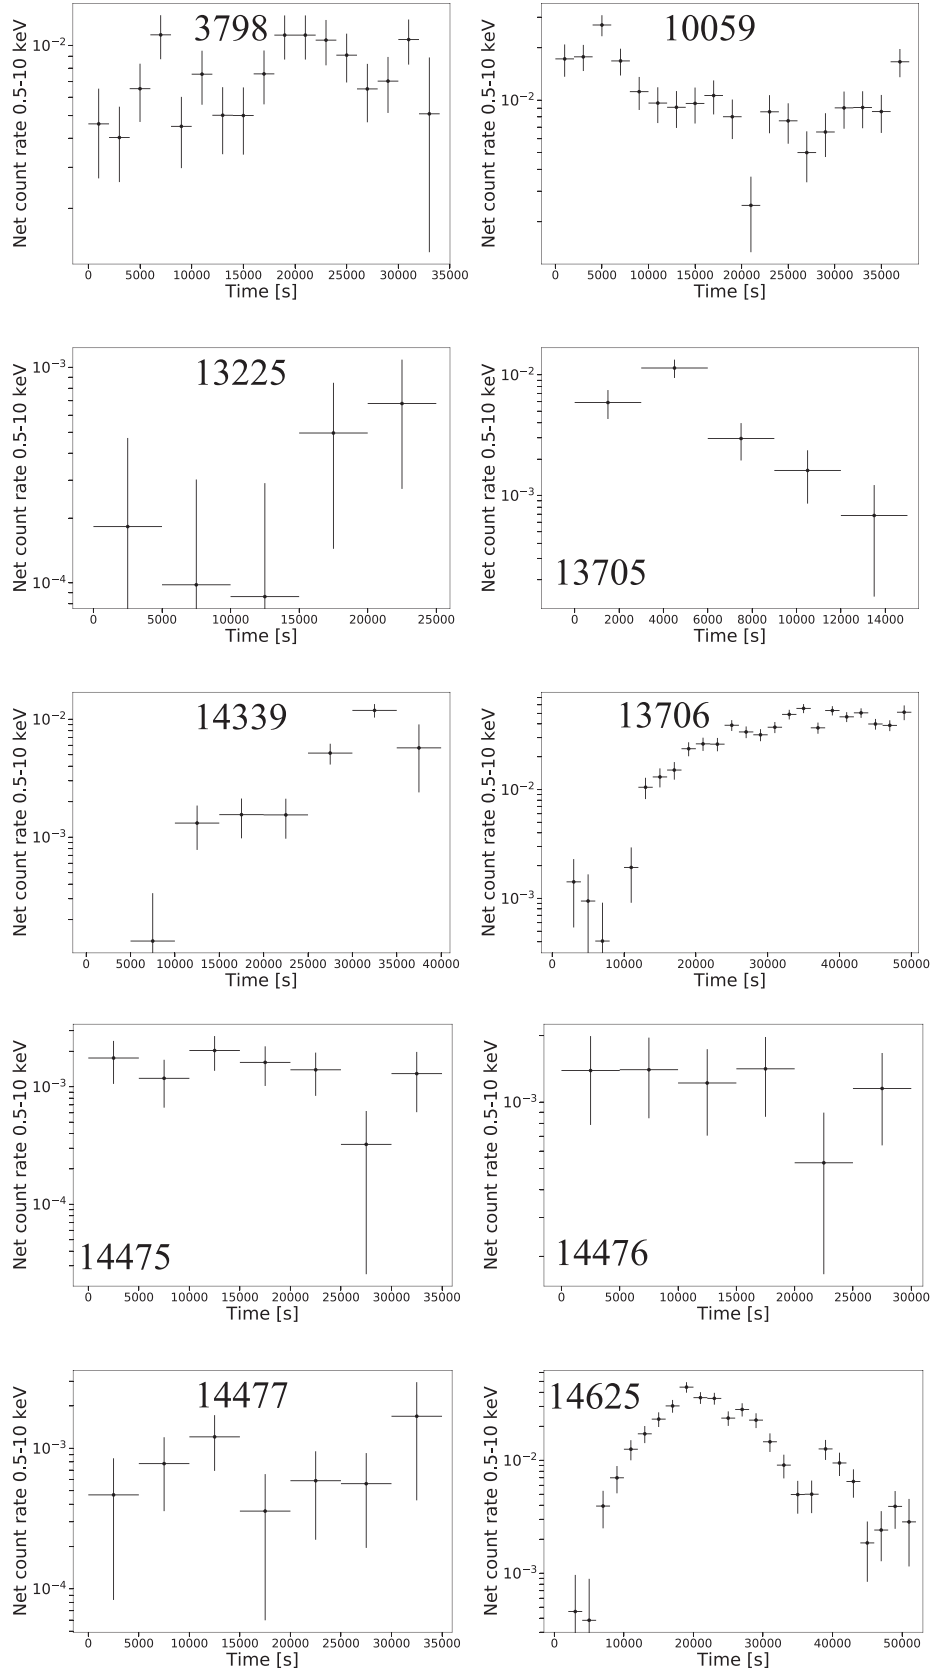 3798
Net count rate 0.5-10 keV
10⁻²
0 5000 10000 15000 20000 25000 30000 35000
Time [s]
10059
Net count rate 0.5-10 keV
10⁻²
0 5000 10000 15000 20000 25000 30000 35000
Time [s]
13225
Net count rate 0.5-10 keV
10⁻³
10⁻⁴
0 5000 10000 15000 20000 25000
Time [s]
13705
Net count rate 0.5-10 keV
10⁻²
10⁻³
0 2000 4000 6000 8000 10000 12000 14000
Time [s]
14339
Net count rate 0.5-10 keV
10⁻²
10⁻³
0 5000 10000 15000 20000 25000 30000 35000 40000
Time [s]
13706
Net count rate 0.5-10 keV
10⁻²
10⁻³
0 10000 20000 30000 40000 50000
Time [s]
14475
Net count rate 0.5-10 keV
10⁻³
10⁻⁴
0 5000 10000 15000 20000 25000 30000 35000
Time [s]
14476
Net count rate 0.5-10 keV
10⁻³
0 5000 10000 15000 20000 25000 30000
Time [s]
14477
Net count rate 0.5-10 keV
10⁻³
10⁻⁴
0 5000 10000 15000 20000 25000 30000 35000
Time [s]
14625
Net count rate 0.5-10 keV
10⁻²
10⁻³
0 10000 20000 30000 40000 50000
Time [s]